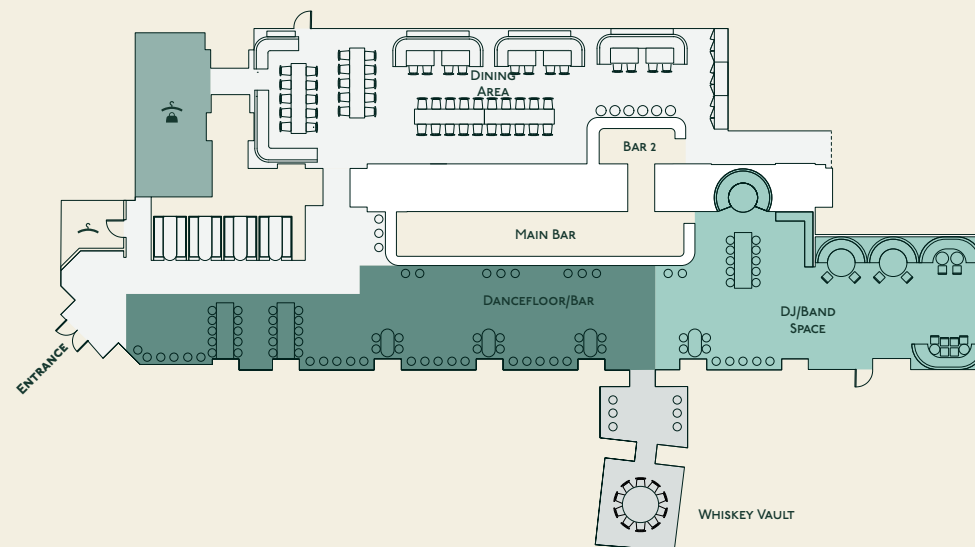 Dining
Area
Bar 2
Main Bar
Dancefloor/Bar
DJ/Band
Space
Entrance
Whiskey Vault